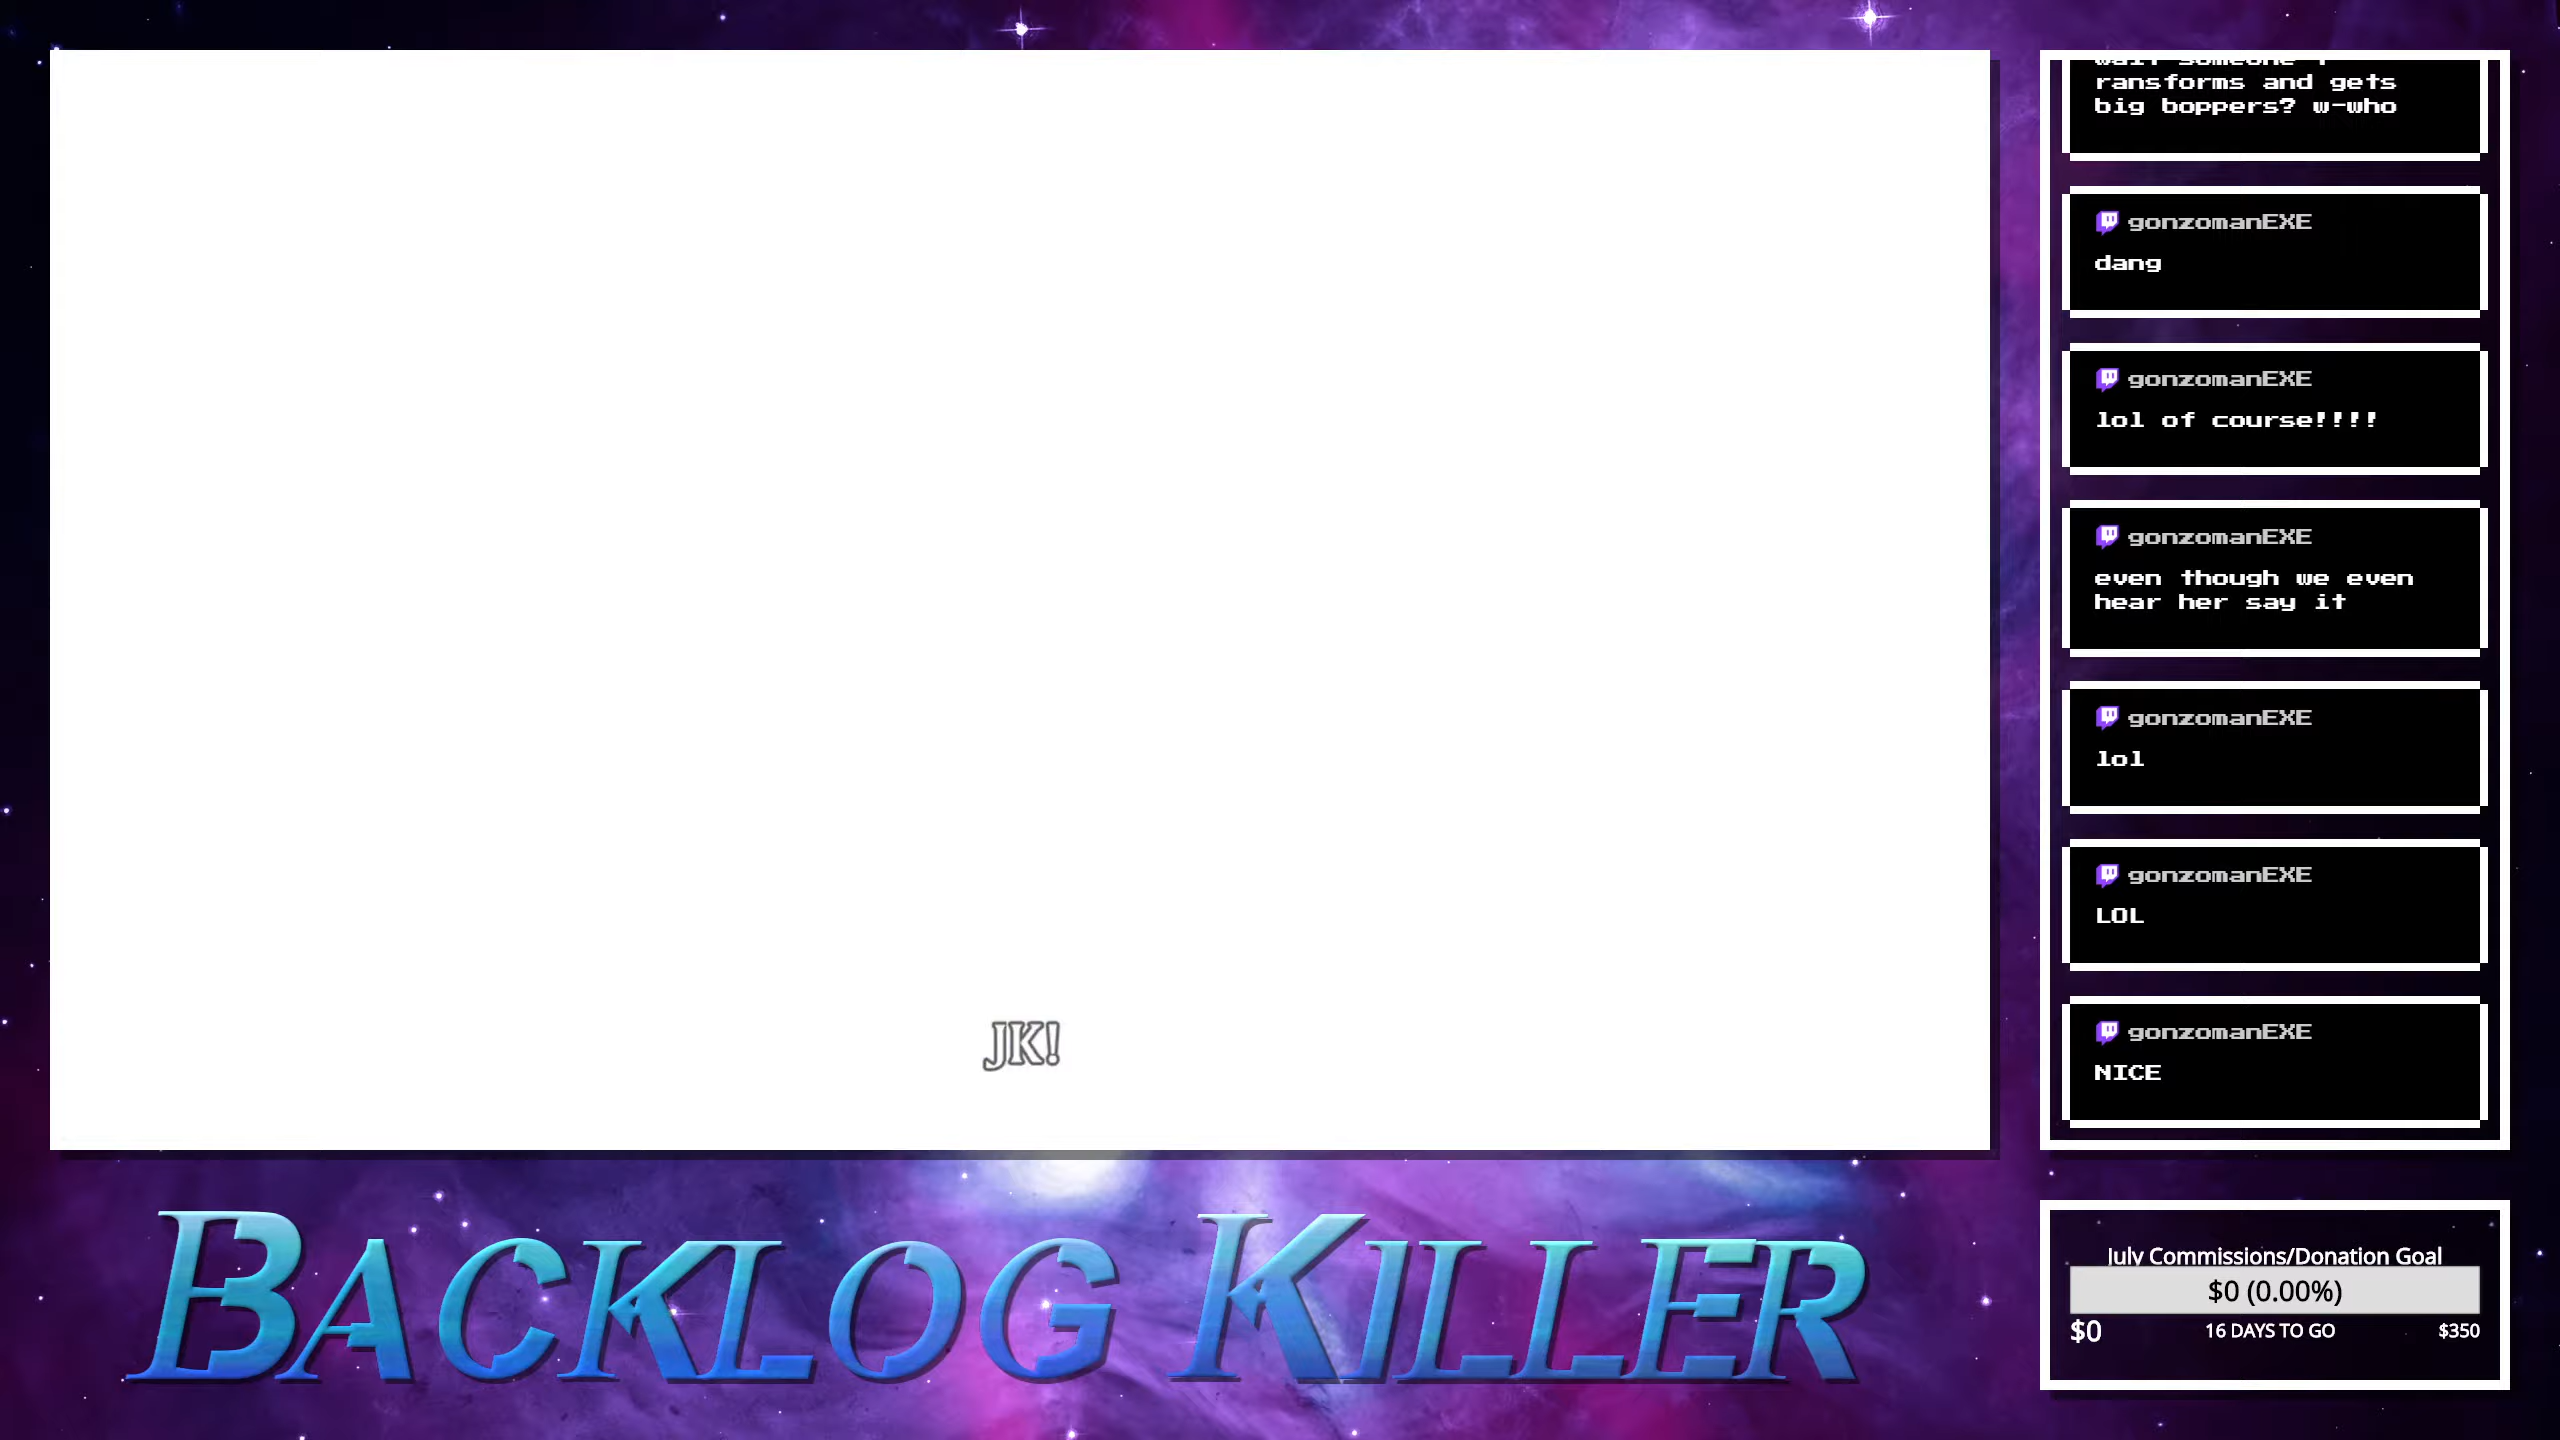 JK!
BACKLOG KILLER
wait someone t
ransforms and gets
big boppers? w-who
gonzomanEXE
dang
gonzomanEXE
lol of course!!!!
gonzomanEXE
even though we even
hear her say it
gonzomanEXE
lol
gonzomanEXE
LOL
gonzomanEXE
NICE
July Commissions/Donation Goal
$0 (0.00%)
$0 16 DAYS TO GO $350